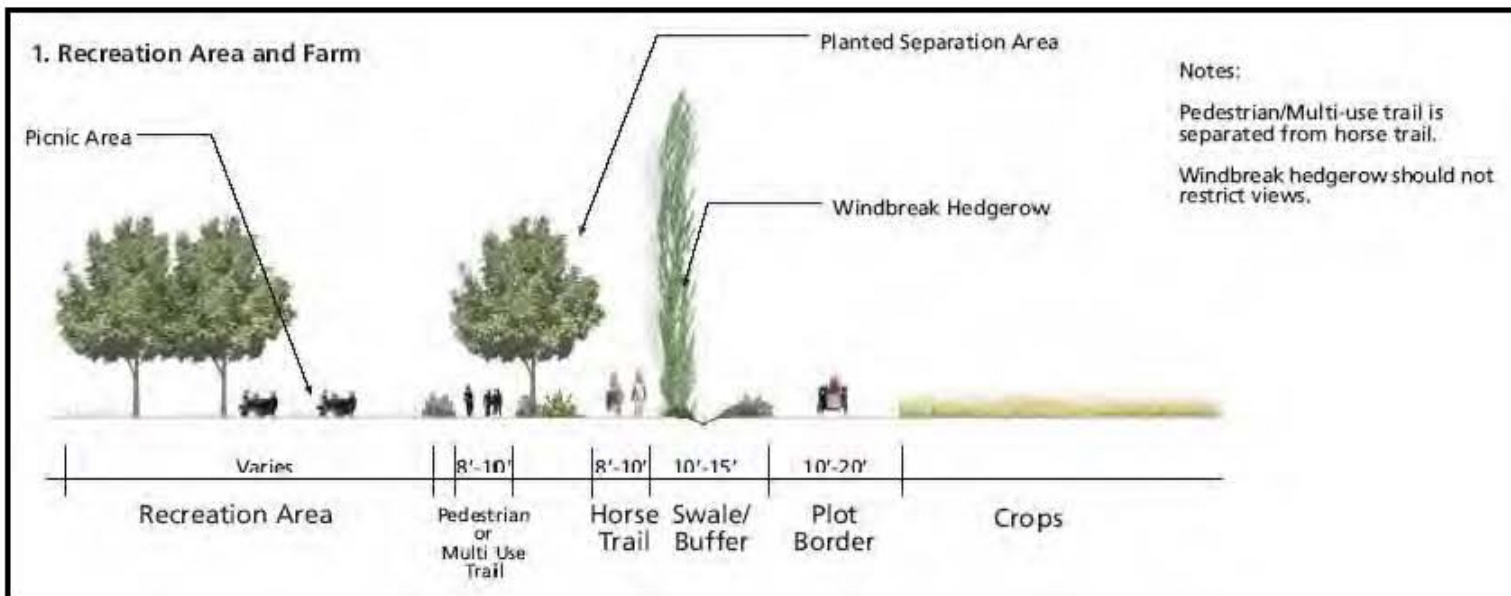 1. Recreation Area and Farm
Planted Separation Area
Notes:
Pedestrian/Multi-use trail is
separated from horse trail.
Windbreak hedgerow should not
restrict views.
Picnic Area
Windbreak Hedgerow
Varies
8'-10'
8'-10'
10'-15'
10'-20'
Recreation Area
Pedestrian
or
Multi Use
Trail
Horse
Trail
Swale/
Buffer
Plot
Border
Crops